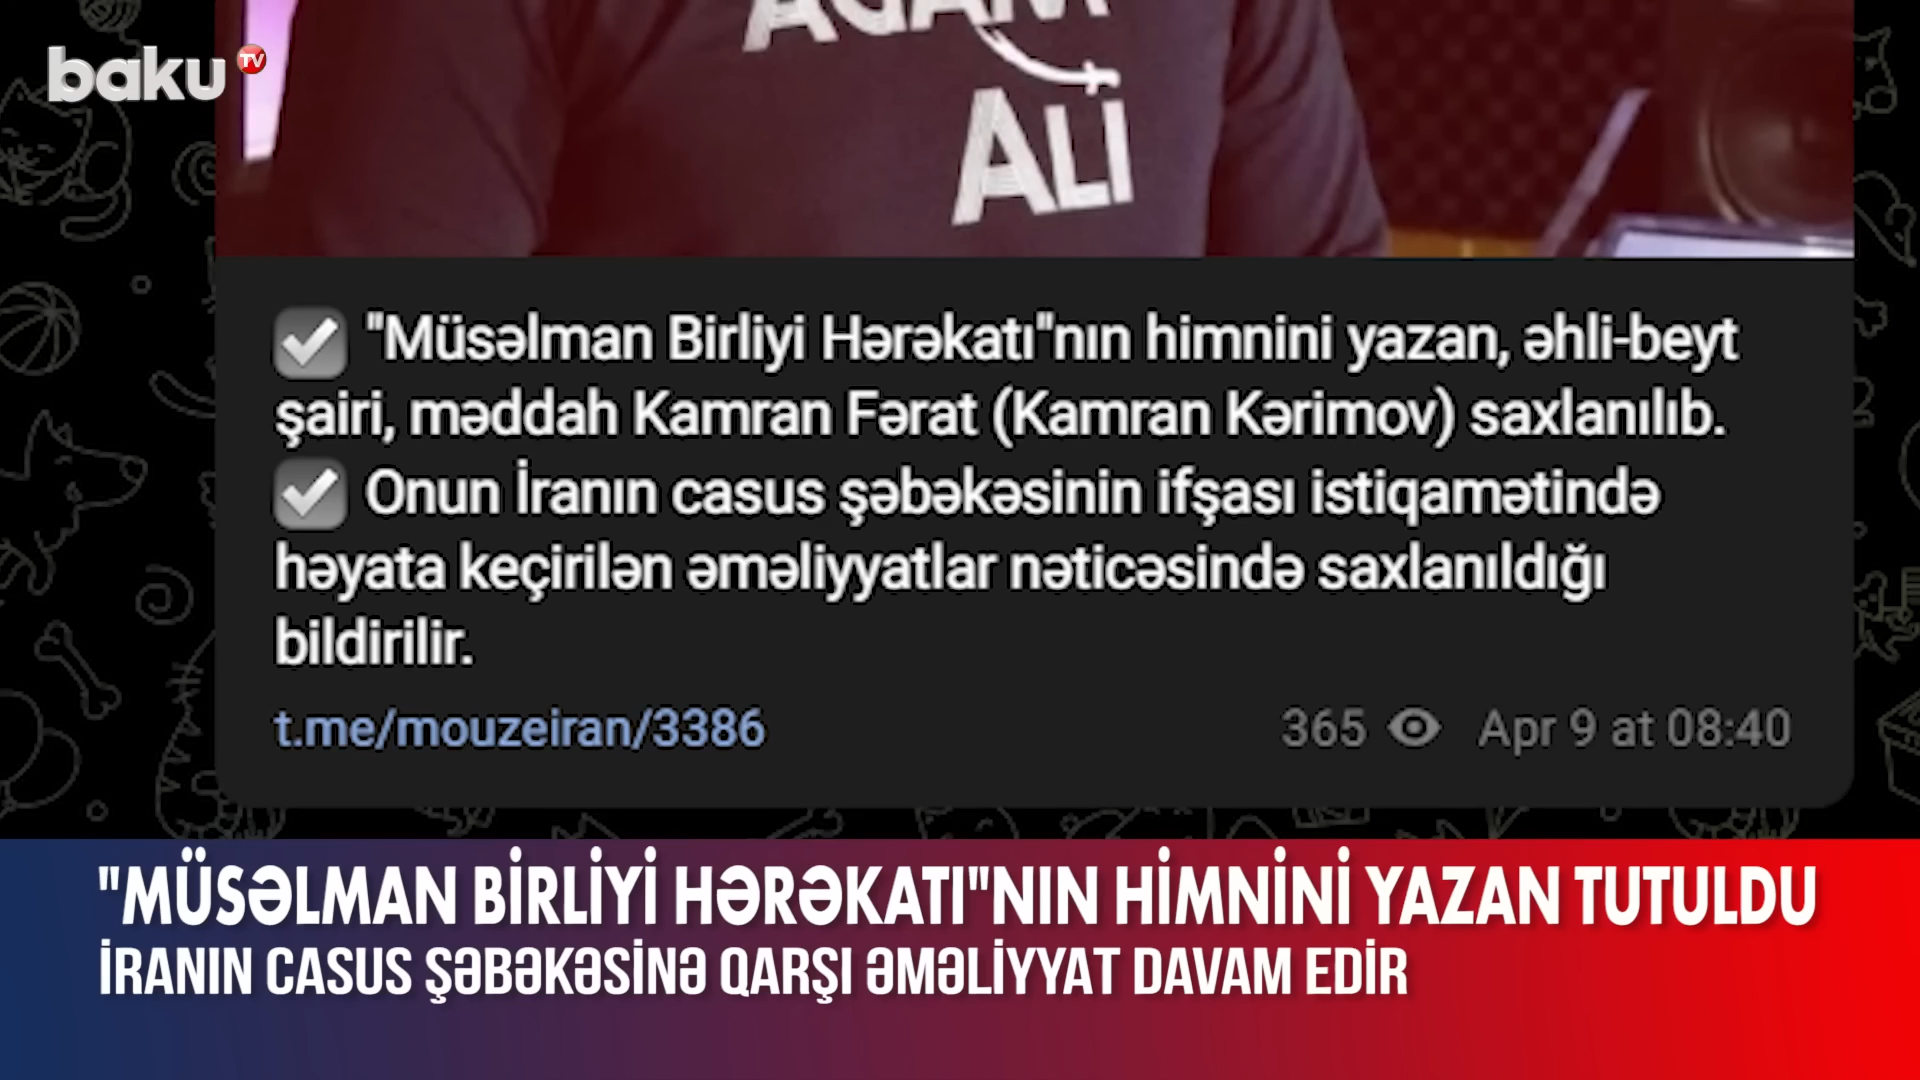 baku TV
ALİ
"Müsəlman Birliyi Hərəkatı"nın himnini yazan, əhli-beyt
şairi, məddah Kamran Fərat (Kamran Kərimov) saxlanılıb.
Onun İranın casus şəbəkəsinin ifşası istiqamətində
həyata keçirilən əməliyyatlar nəticəsində saxlanıldığı
bildirilir.
t.me/mouzeiran/3386
365 Apr 9 at 08:40
"MÜSƏLMAN BİRLİYİ HƏRƏKATI"NIN HİMNİNİ YAZAN TUTULDU
İRANIN CASUS ŞƏBƏKƏSİNƏ QARŞI ƏMƏLİYYAT DAVAM EDİR